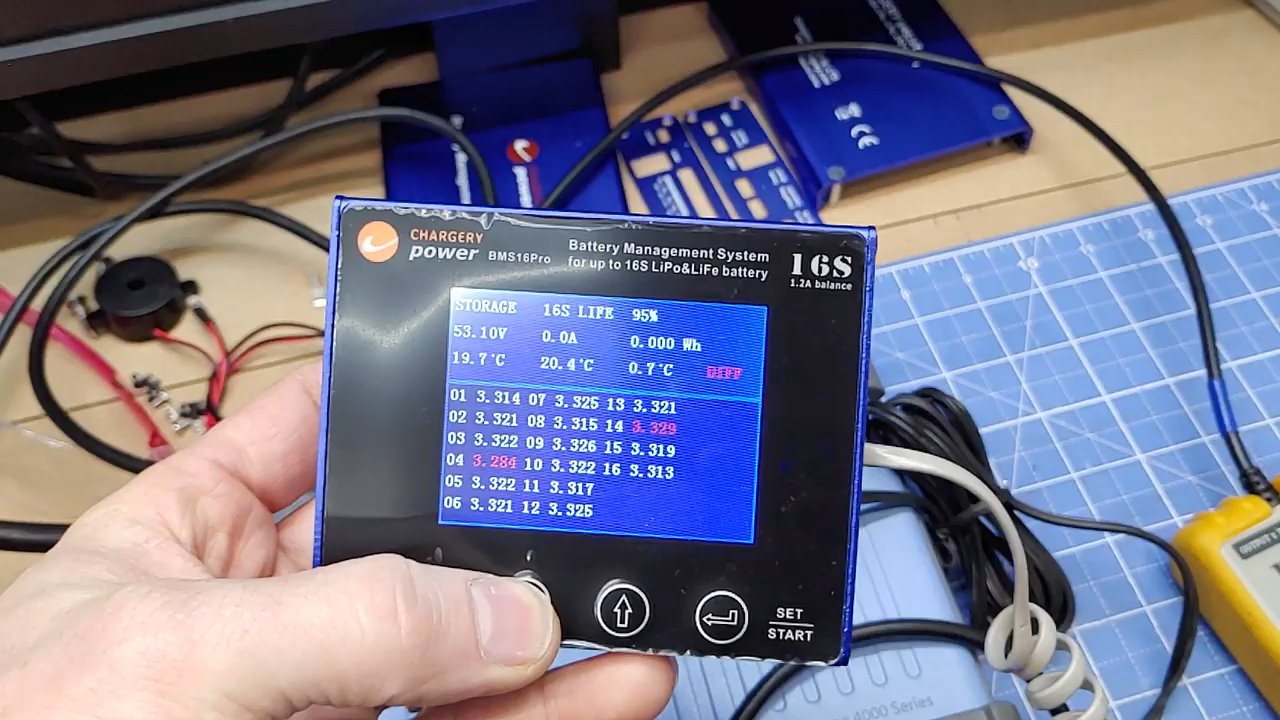 CHARGERY
power BMS16Pro
Battery Management System
for up to 16S LiPo&LiFe battery
16S
1.2A balance
STORAGE 16S LIFE 95%
53.10V 0.0A 0.000 Wh
19.7°C 20.4°C 0.7°C DIFF
01 3.314 07 3.325 13 3.321
02 3.321 08 3.315 14 3.329
03 3.322 09 3.326 15 3.319
04 3.284 10 3.322 16 3.313
05 3.322 11 3.317
06 3.321 12 3.325
SET
START
CE
OUTPUT
4000 Series